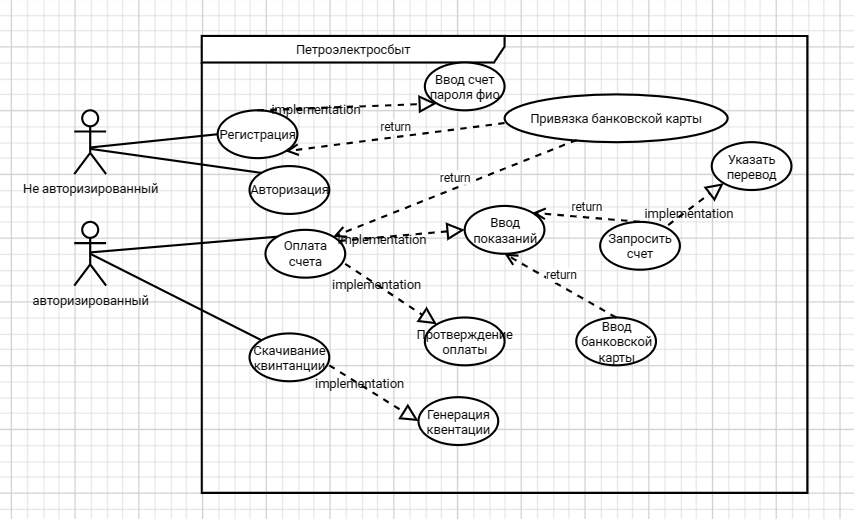 Петроэлектросбыт
Ввод счет
пароля фио
implementation
Регистрация
return
Привязка банковской карты
Не авторизированный
Авторизация
return
Указать
перевод
return
implementation
Ввод
показаний
implementation
Оплата
счета
Запросить
счет
авторизированный
return
implementation
Протверждение
оплаты
Ввод
банковской
карты
Скачивание
квинтанции
implementation
Генерация
квентации